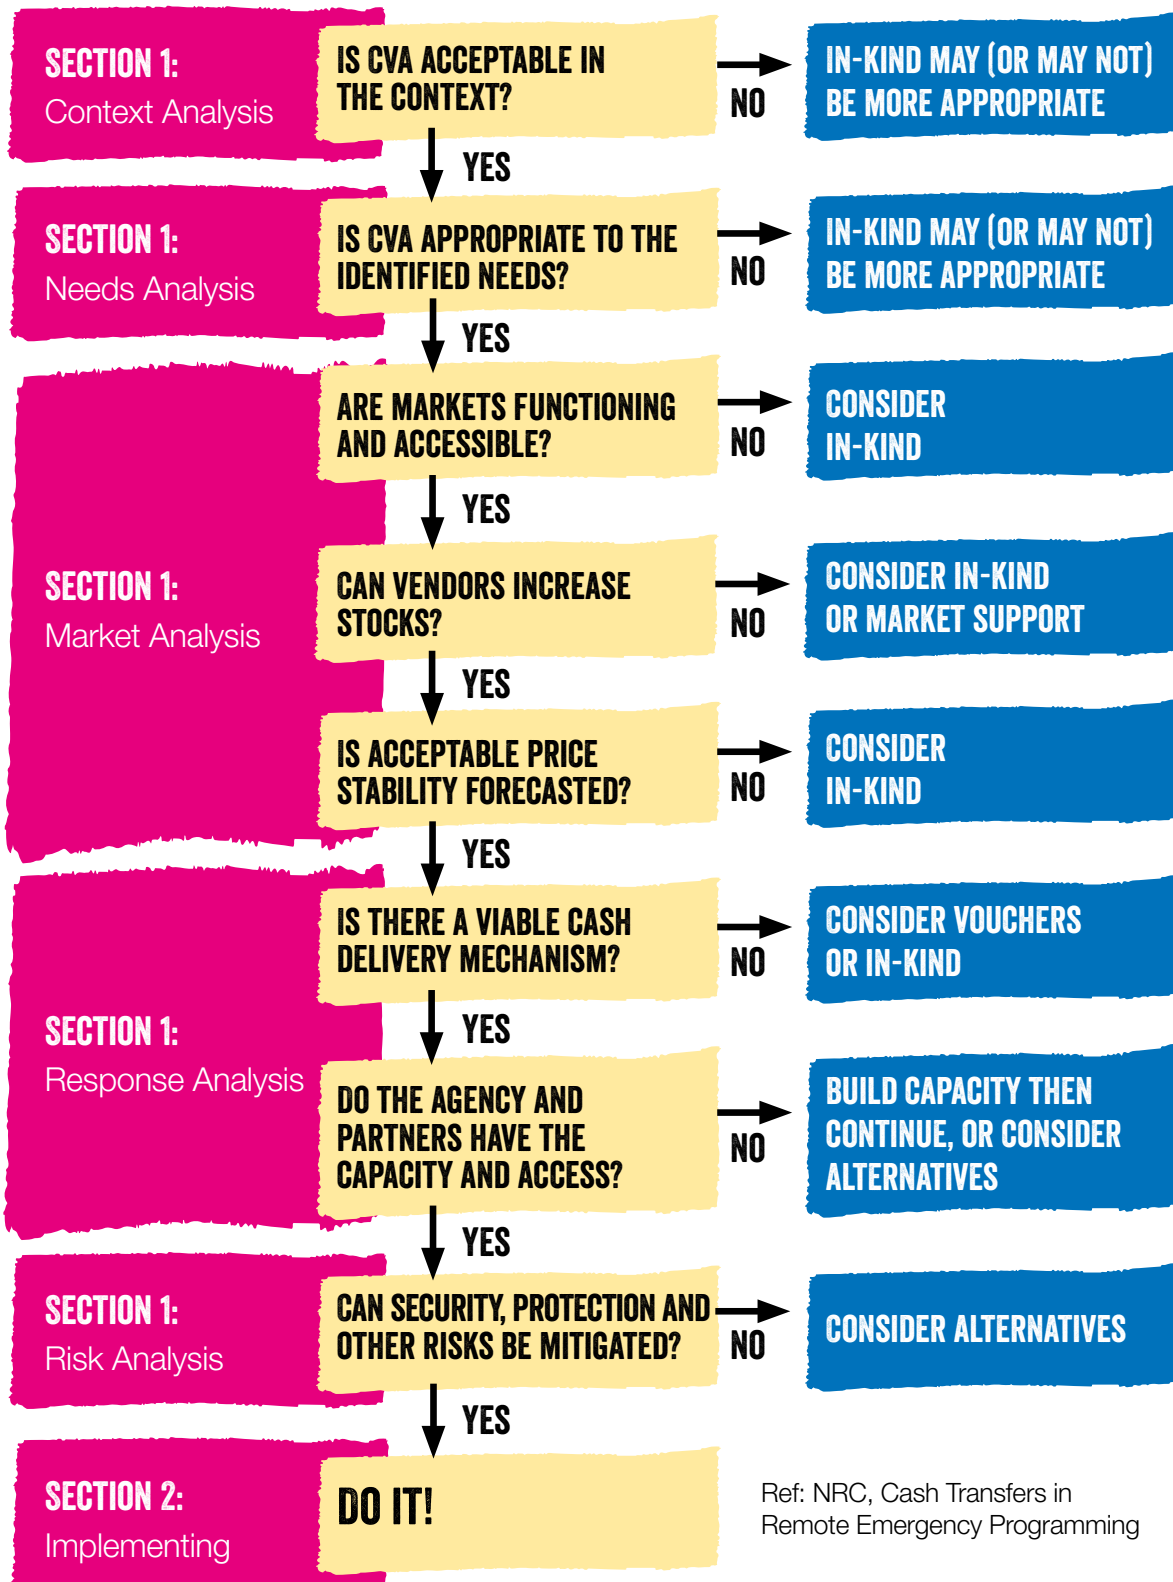 SECTION 1:
Context Analysis
IS CVA ACCEPTABLE IN
THE CONTEXT?
NO
IN-KIND MAY (OR MAY NOT)
BE MORE APPROPRIATE
YES
SECTION 1:
Needs Analysis
IS CVA APPROPRIATE TO THE
IDENTIFIED NEEDS?
NO
IN-KIND MAY (OR MAY NOT)
BE MORE APPROPRIATE
YES
SECTION 1:
Market Analysis
ARE MARKETS FUNCTIONING
AND ACCESSIBLE?
NO
CONSIDER
IN-KIND
YES
CAN VENDORS INCREASE
STOCKS?
NO
CONSIDER IN-KIND
OR MARKET SUPPORT
YES
IS ACCEPTABLE PRICE
STABILITY FORECASTED?
NO
CONSIDER
IN-KIND
YES
SECTION 1:
Response Analysis
IS THERE A VIABLE CASH
DELIVERY MECHANISM?
NO
CONSIDER VOUCHERS
OR IN-KIND
YES
DO THE AGENCY AND
PARTNERS HAVE THE
CAPACITY AND ACCESS?
NO
BUILD CAPACITY THEN
CONTINUE, OR CONSIDER
ALTERNATIVES
YES
SECTION 1:
Risk Analysis
CAN SECURITY, PROTECTION AND
OTHER RISKS BE MITIGATED?
NO
CONSIDER ALTERNATIVES
YES
SECTION 2:
Implementing
DO IT!
Ref: NRC, Cash Transfers in
Remote Emergency Programming